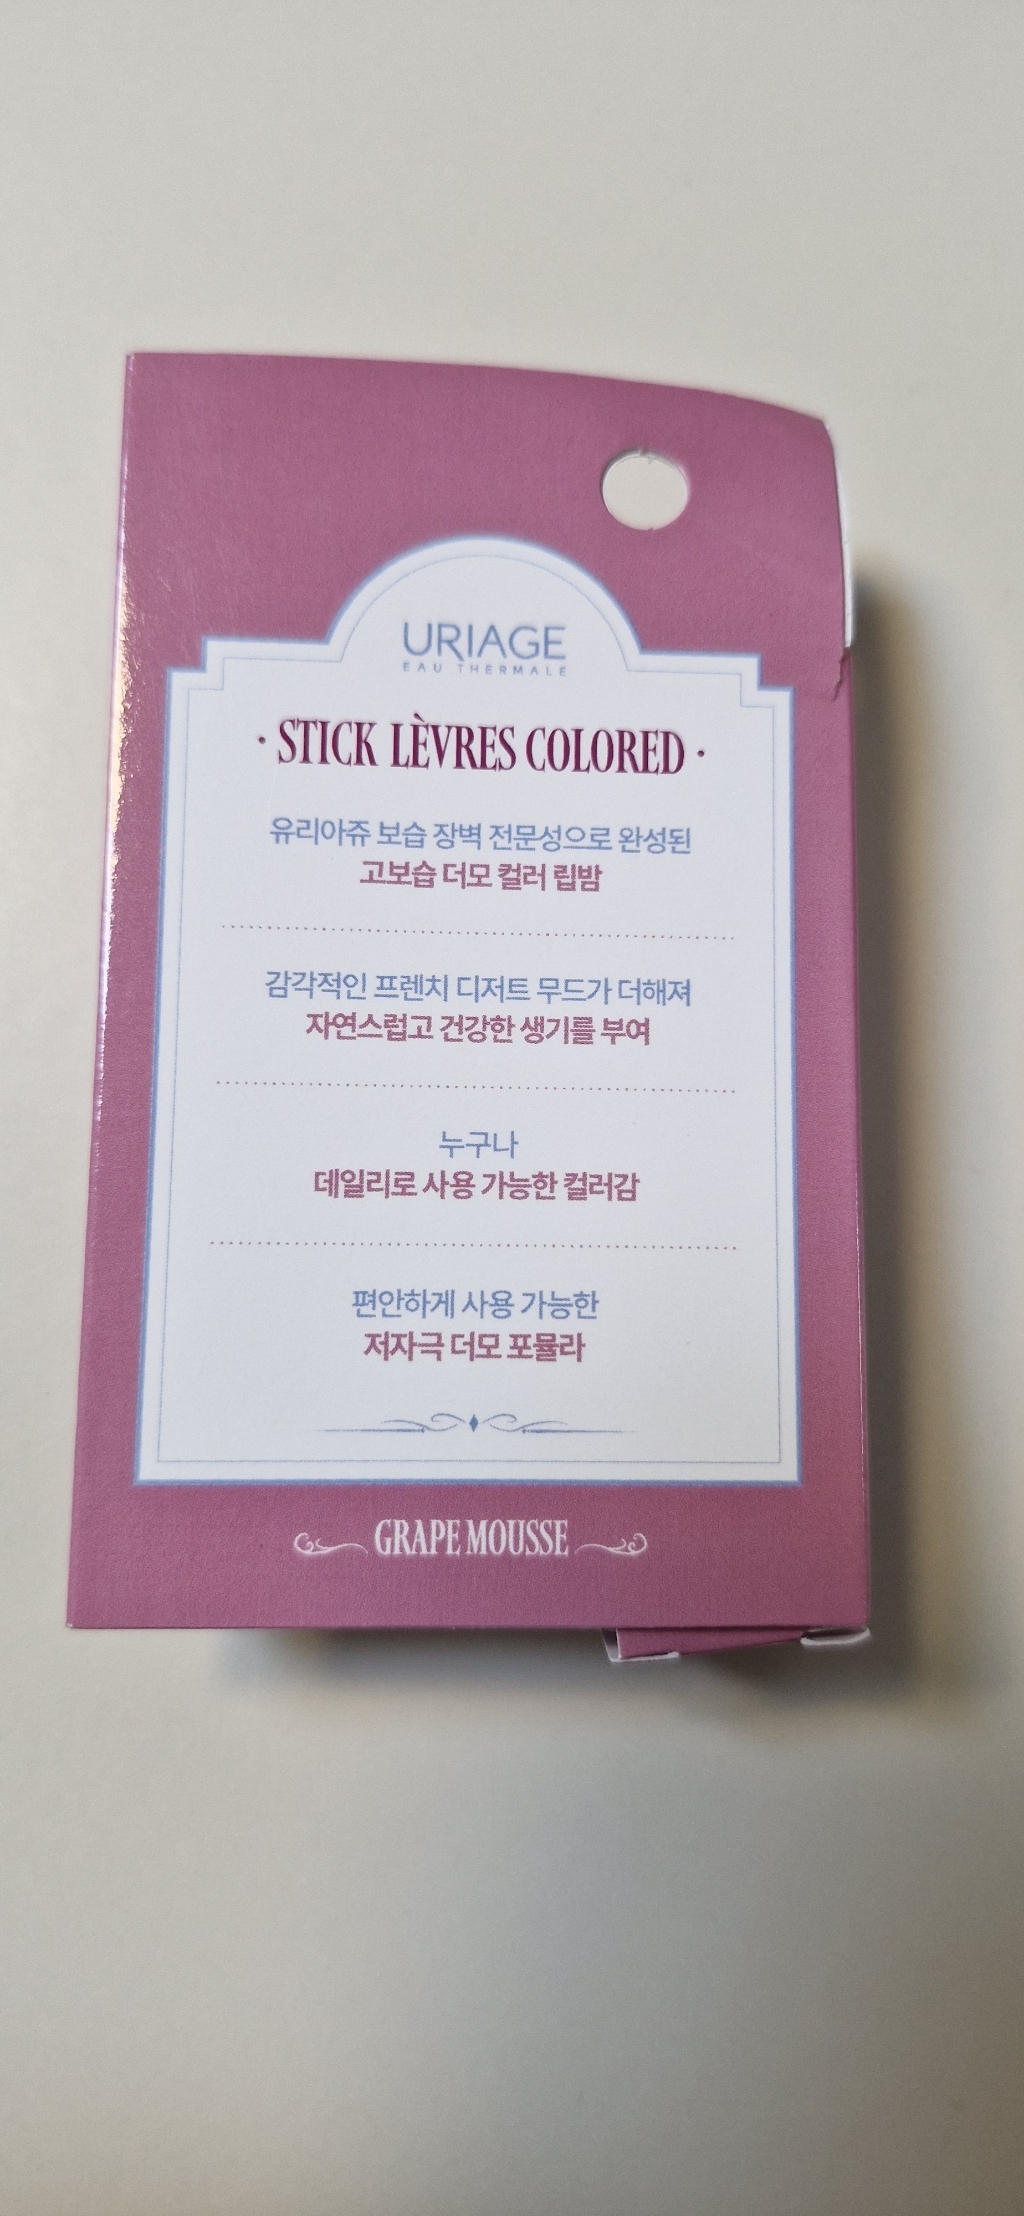 URIAGE
EAU THERMALE
· STICK LÈVRES COLORED ·
유리아쥬 보습 장벽 전문성으로 완성된
고보습 더모 컬러 립밤
감각적인 프렌치 디저트 무드가 더해져
자연스럽고 건강한 생기를 부여
누구나
데일리로 사용 가능한 컬러감
편안하게 사용 가능한
저자극 더모 포뮬라
GRAPE MOUSSE